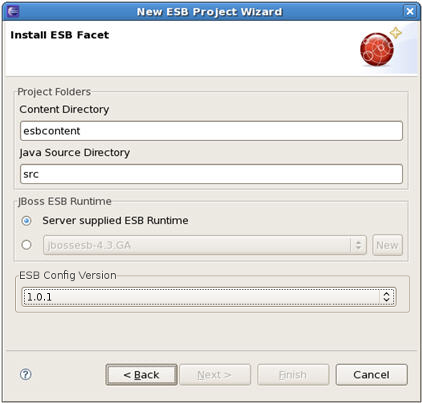 New ESB Project Wizard
Install ESB Facet
Project Folders
Content Directory
esbcontent
Java Source Directory
src
JBoss ESB Runtime
Server supplied ESB Runtime
jbossesb-4.3.GA
New
ESB Config Version
1.0.1
? < Back Next > Finish Cancel